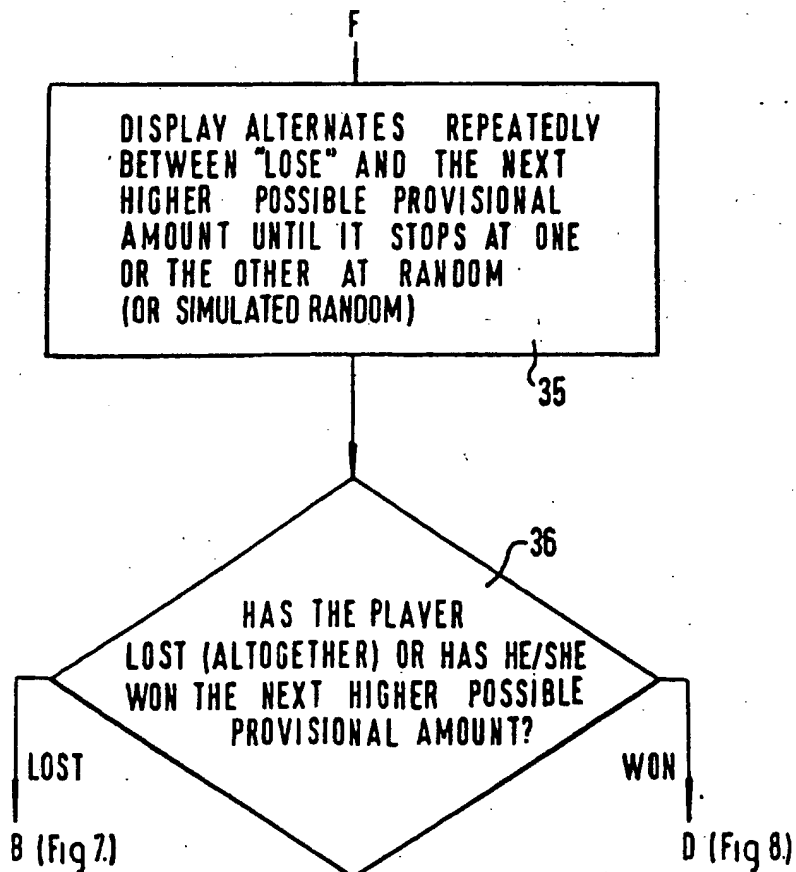 F
DISPLAY ALTERNATES REPEATEDLY
BETWEEN "LOSE" AND THE NEXT
HIGHER POSSIBLE PROVISIONAL
AMOUNT UNTIL IT STOPS AT ONE
OR THE OTHER AT RANDOM
(OR SIMULATED RANDOM)
35
36
HAS THE PLAYER
LOST (ALTOGETHER) OR HAS HE/SHE
WON THE NEXT HIGHER POSSIBLE
PROVISIONAL AMOUNT?
LOST
WON
B (Fig 7.)
D (Fig 8.)